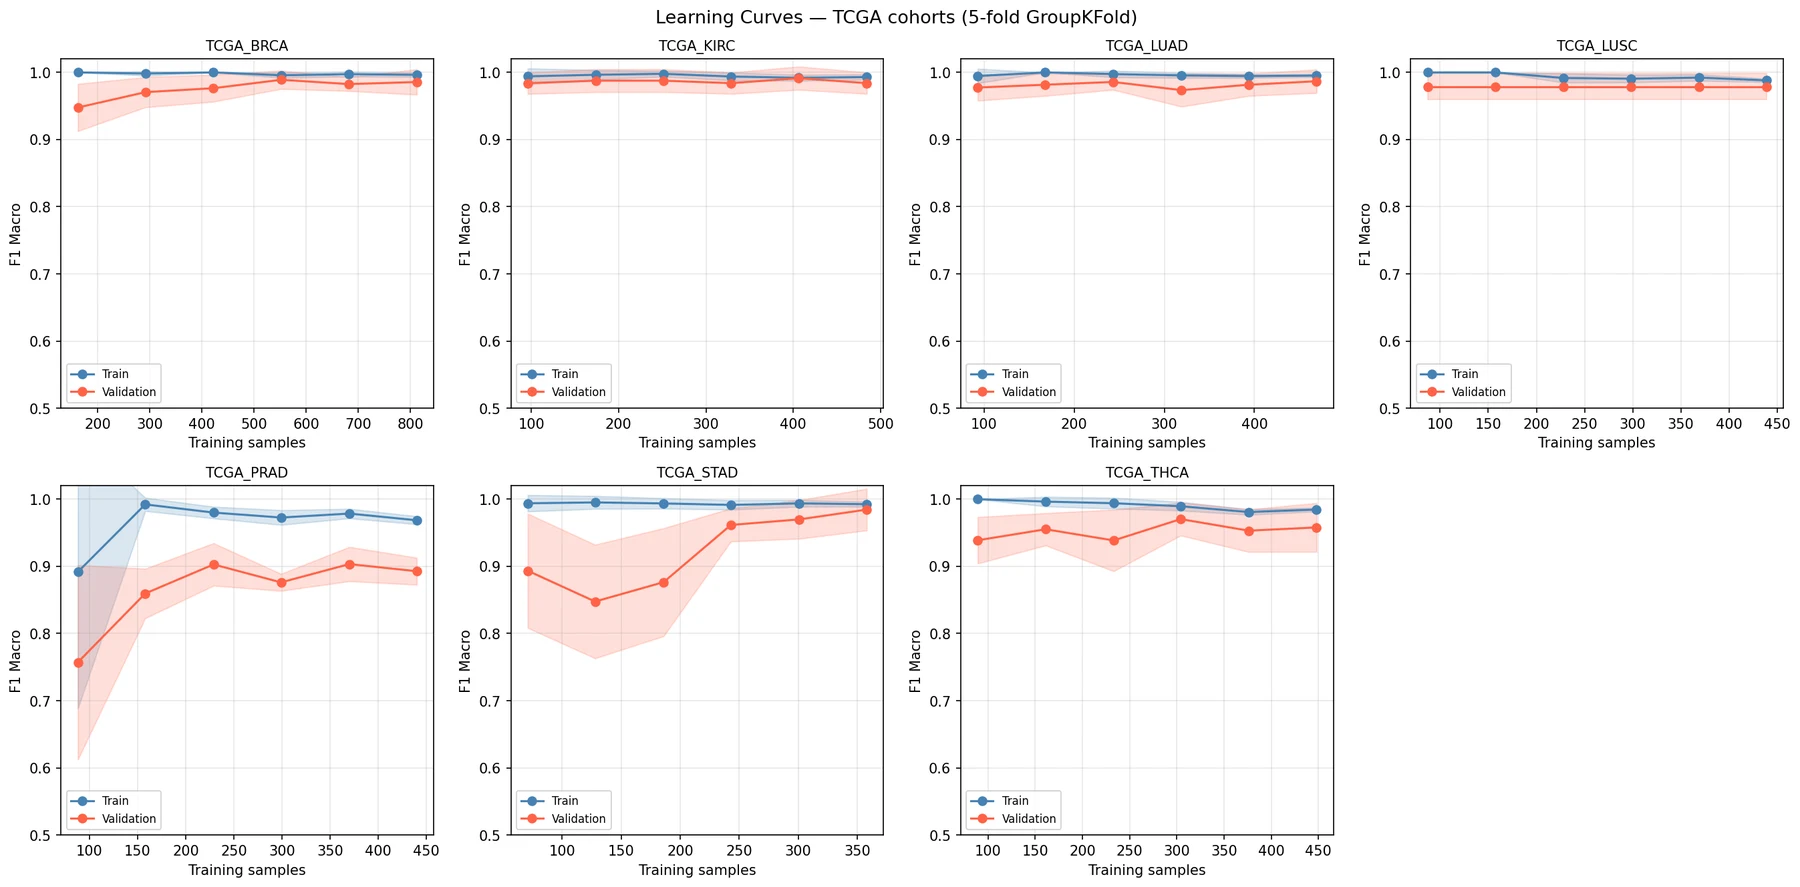 Learning Curves — TCGA cohorts (5-fold GroupKFold)
TCGA_BRCA
1.0
0.9
0.8
0.7
0.6
0.5
F1 Macro
Train
Validation
200 300 400 500 600 700 800
Training samples
TCGA_KIRC
1.0
0.9
0.8
0.7
0.6
0.5
F1 Macro
Train
Validation
100 200 300 400 500
Training samples
TCGA_LUAD
1.0
0.9
0.8
0.7
0.6
0.5
F1 Macro
Train
Validation
100 200 300 400
Training samples
TCGA_LUSC
1.0
0.9
0.8
0.7
0.6
0.5
F1 Macro
Train
Validation
100 150 200 250 300 350 400 450
Training samples
TCGA_PRAD
1.0
0.9
0.8
0.7
0.6
0.5
F1 Macro
Train
Validation
100 150 200 250 300 350 400 450
Training samples
TCGA_STAD
1.0
0.9
0.8
0.7
0.6
0.5
F1 Macro
Train
Validation
100 150 200 250 300 350
Training samples
TCGA_THCA
1.0
0.9
0.8
0.7
0.6
0.5
F1 Macro
Train
Validation
100 150 200 250 300 350 400 450
Training samples